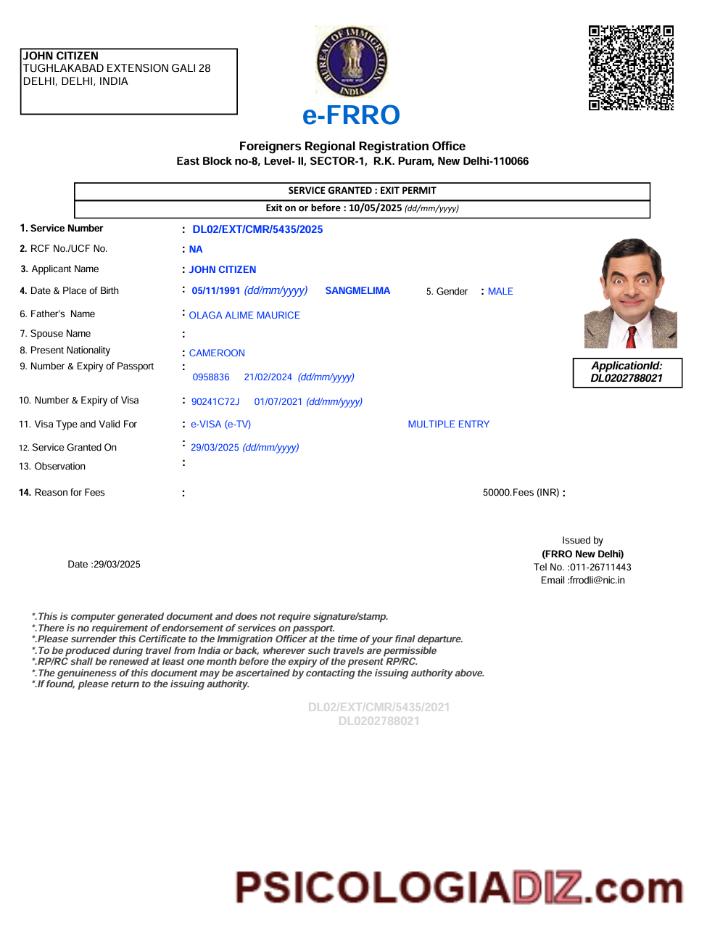 JOHN CITIZEN
TUGHLAKABAD EXTENSION GALI 28
DELHI, DELHI, INDIA
BUREAU OF IMMIGRATION
INDIA
e-FRRO
Foreigners Regional Registration Office
East Block no-8, Level- II, SECTOR-1, R.K. Puram, New Delhi-110066
SERVICE GRANTED : EXIT PERMIT
Exit on or before : 10/05/2025 (dd/mm/yyyy)
1. Service Number : DL02/EXT/CMR/5435/2025
2. RCF No./UCF No. : NA
3. Applicant Name : JOHN CITIZEN
4. Date & Place of Birth : 05/11/1991 (dd/mm/yyyy) SANGMELIMA 5. Gender : MALE
6. Father's Name : OLAGA ALIME MAURICE
7. Spouse Name :
8. Present Nationality : CAMEROON
9. Number & Expiry of Passport : 0958836 21/02/2024 (dd/mm/yyyy)
ApplicationId:
DL0202788021
10. Number & Expiry of Visa : 90241C72J 01/07/2021 (dd/mm/yyyy)
11. Visa Type and Valid For : e-VISA (e-TV) MULTIPLE ENTRY
12. Service Granted On : 29/03/2025 (dd/mm/yyyy)
13. Observation :
14. Reason for Fees : 50000.Fees (INR) :
Issued by
(FRRO New Delhi)
Date :29/03/2025
Tel No. :011-26711443
Email :frrodli@nic.in
*.This is computer generated document and does not require signature/stamp.
*.There is no requirement of endorsement of services on passport.
*.Please surrender this Certificate to the Immigration Officer at the time of your final departure.
*.To be produced during travel from India or back, wherever such travels are permissible
*.RP/RC shall be renewed at least one month before the expiry of the present RP/RC.
*.The genuineness of this document may be ascertained by contacting the issuing authority above.
*.If found, please return to the issuing authority.
DL02/EXT/CMR/5435/2021
DL0202788021
PSICOLOGIADIZ.com